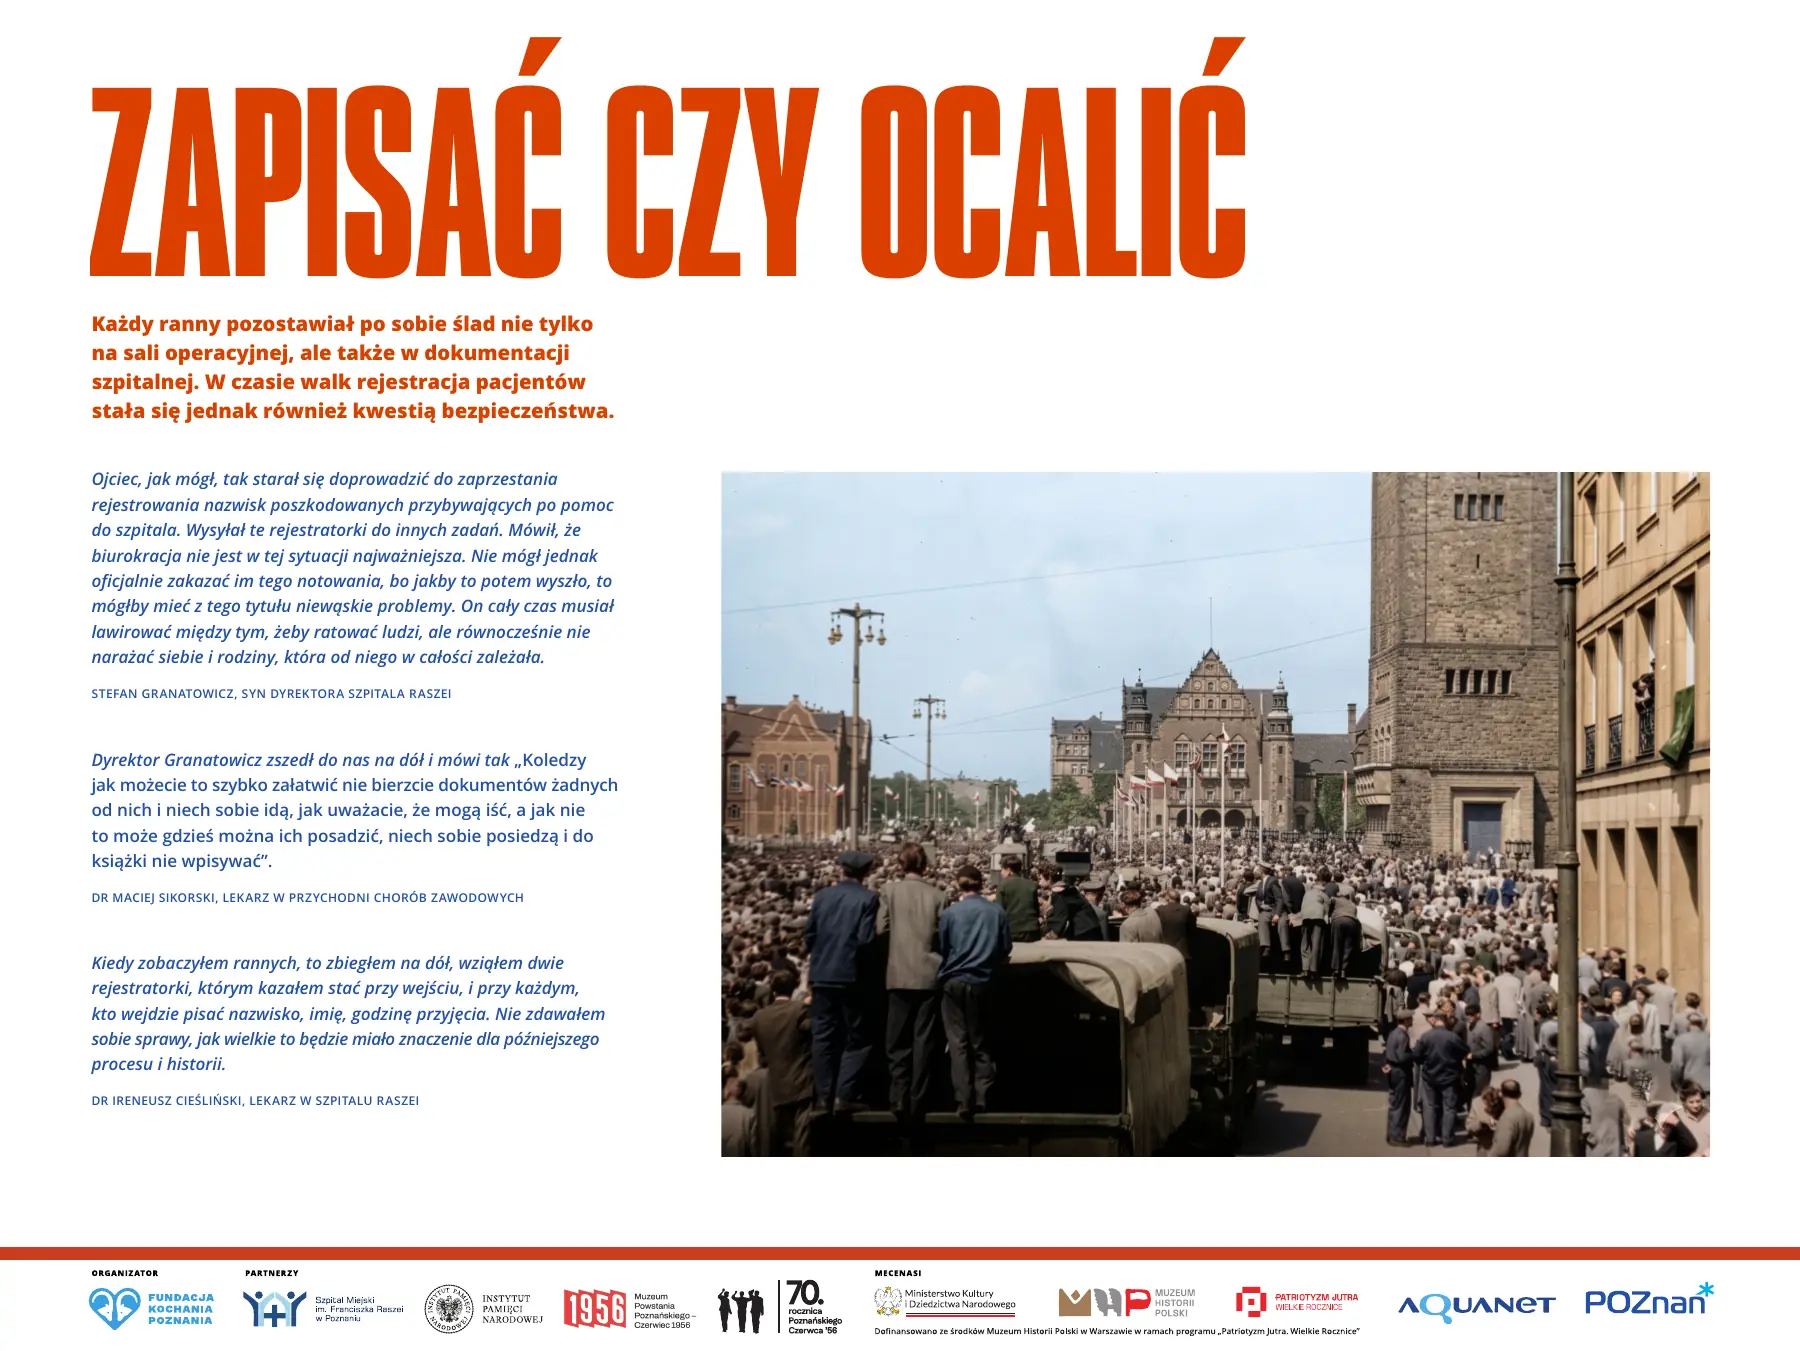 ZAPISAĆ CZY OCALIĆ
Każdy ranny pozostawiał po sobie ślad nie tylko
na sali operacyjnej, ale także w dokumentacji
szpitalnej. W czasie walk rejestracja pacjentów
stała się jednak również kwestią bezpieczeństwa.
Ojciec, jak mógł, tak starał się doprowadzić do zaprzestania
rejestrowania nazwisk poszkodowanych przybywających po pomoc
do szpitala. Wysyłał te rejestratorki do innych zadań. Mówił, że
biurokracja nie jest w tej sytuacji najważniejsza. Nie mógł jednak
oficjalnie zakazać im tego notowania, bo jakby to potem wyszło, to
mógłby mieć z tego tytułu niewąskie problemy. On cały czas musiał
lawirować między tym, żeby ratować ludzi, ale równocześnie nie
narażać siebie i rodziny, która od niego w całości zależała.
STEFAN GRANATOWICZ, SYN DYREKTORA SZPITALA RASZEI
Dyrektor Granatowicz zszedł do nas na dół i mówi tak „Koledzy
jak możecie to szybko załatwić nie bierzcie dokumentów żadnych
od nich i niech sobie idą, jak uważacie, że mogą iść, a jak nie
to może gdzieś można ich posadzić, niech sobie posiedzą i do
książki nie wpisywać”.
DR MACIEJ SIKORSKI, LEKARZ W PRZYCHODNI CHORÓB ZAWODOWYCH
Kiedy zobaczyłem rannych, to zbiegłem na dół, wziąłem dwie
rejestratorki, którym kazałem stać przy wejściu, i przy każdym,
kto wejdzie pisać nazwisko, imię, godzinę przyjęcia. Nie zdawałem
sobie sprawy, jak wielkie to będzie miało znaczenie dla późniejszego
procesu i historii.
DR IRENEUSZ CIEŚLIŃSKI, LEKARZ W SZPITALU RASZEI
ORGANIZATOR
FUNDACJA
KOCHANIA
POZNANIA
PARTNERZY
Szpital Miejski
im. Franciszka Raszei
w Poznaniu
INSTYTUT PAMIĘCI NARODOWEJ
INSTYTUT
PAMIĘCI
NARODOWEJ
1956
Muzeum
Powstania
Poznańskiego –
Czerwiec 1956
70.
rocznica
Poznańskiego
Czerwca '56
MECENASI
Ministerstwo Kultury
i Dziedzictwa Narodowego
MHP
MUZEUM
HISTORII
POLSKI
PATRIOTYZM JUTRA
WIELKIE ROCZNICE
AQUANET
POZnan*
Dofinansowano ze środków Muzeum Historii Polski w Warszawie w ramach programu „Patriotyzm Jutra. Wielkie Rocznice”